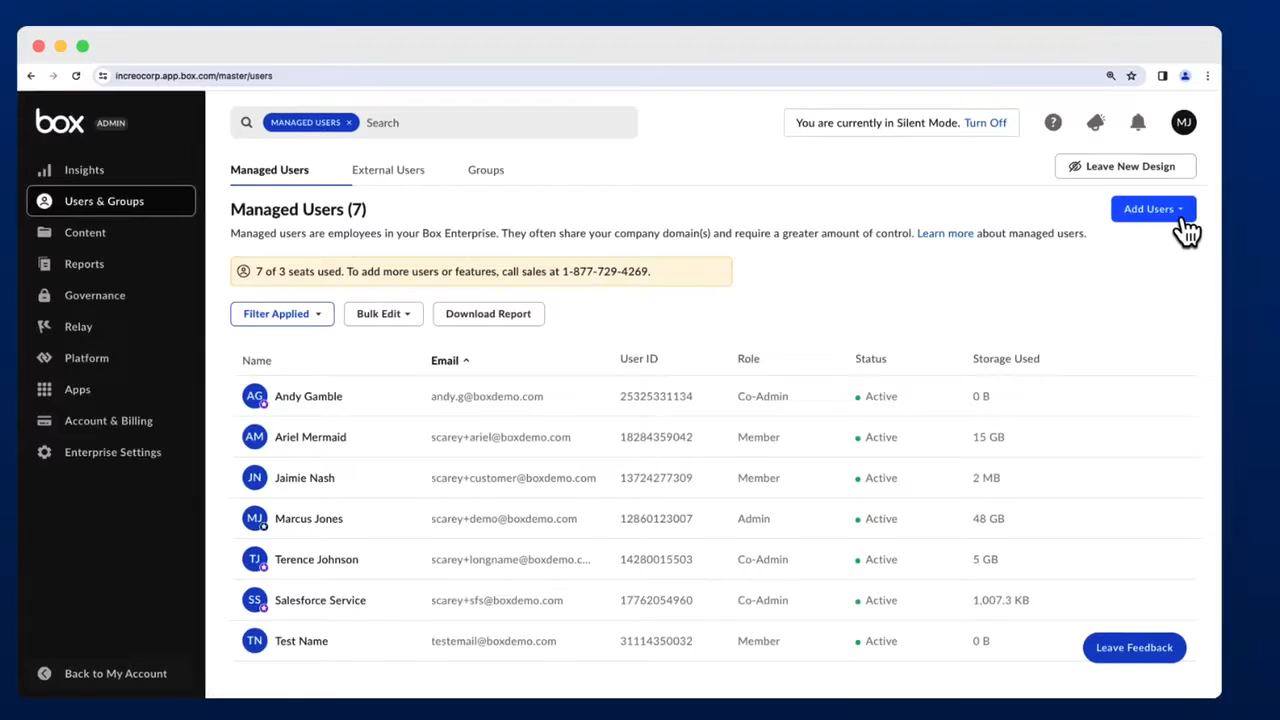 increocorp.app.box.com/master/users
box ADMIN
MANAGED USERS × Search
You are currently in Silent Mode. Turn Off
MJ
Insights
Users & Groups
Content
Reports
Governance
Relay
Platform
Apps
Account & Billing
Enterprise Settings
Back to My Account
Managed Users External Users Groups
Leave New Design
Managed Users (7)
Add Users
Managed users are employees in your Box Enterprise. They often share your company domain(s) and require a greater amount of control. Learn more about managed users.
7 of 3 seats used. To add more users or features, call sales at 1-877-729-4269.
Filter Applied Bulk Edit Download Report
Name Email User ID Role Status Storage Used
AG Andy Gamble andy.g@boxdemo.com 25325331134 Co-Admin Active 0 B
AM Ariel Mermaid scarey+ariel@boxdemo.com 18284359042 Member Active 15 GB
JN Jaimie Nash scarey+customer@boxdemo.com 13724277309 Member Active 2 MB
MJ Marcus Jones scarey+demo@boxdemo.com 12860123007 Admin Active 48 GB
TJ Terence Johnson scarey+longname@boxdemo.c... 14280015503 Co-Admin Active 5 GB
SS Salesforce Service scarey+sfs@boxdemo.com 17762054960 Co-Admin Active 1,007.3 KB
TN Test Name testemail@boxdemo.com 31114350032 Member Active 0 B
Leave Feedback